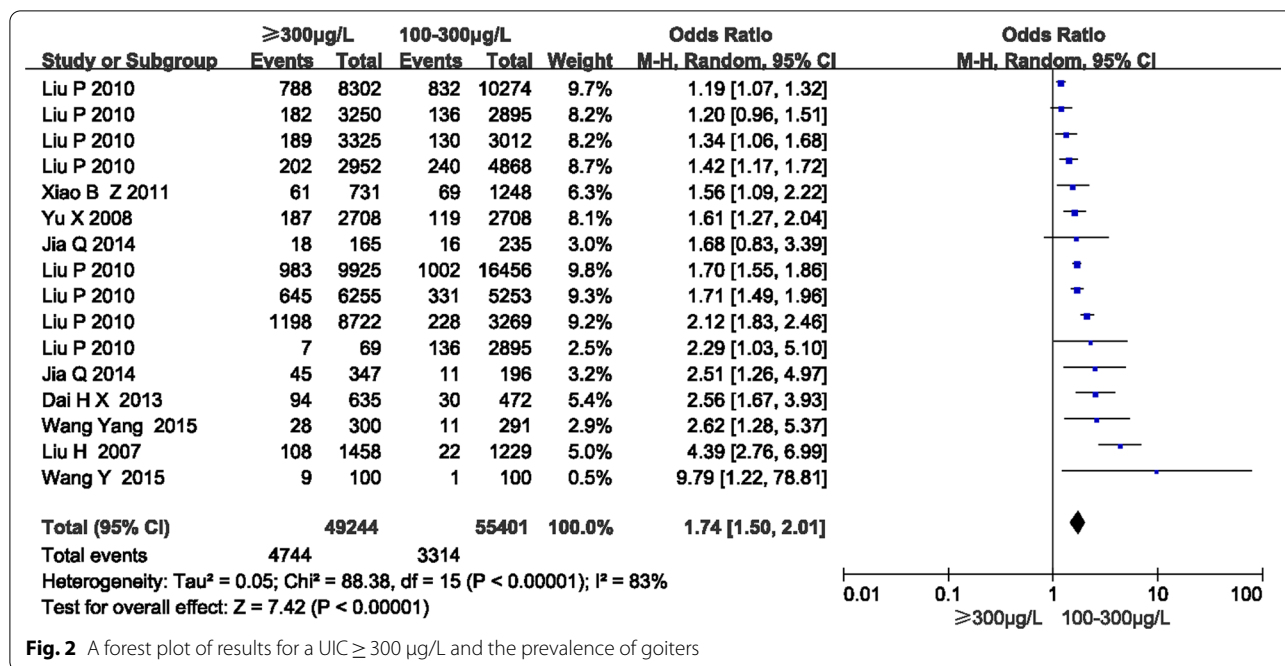 ≥300µg/L 100-300µg/L Odds Ratio Odds Ratio
Study or Subgroup Events Total Events Total Weight M-H, Random, 95% CI M-H, Random, 95% CI
Liu P 2010 788 8302 832 10274 9.7% 1.19 [1.07, 1.32]
Liu P 2010 182 3250 136 2895 8.2% 1.20 [0.96, 1.51]
Liu P 2010 189 3325 130 3012 8.2% 1.34 [1.06, 1.68]
Liu P 2010 202 2952 240 4868 8.7% 1.42 [1.17, 1.72]
Xiao B Z 2011 61 731 69 1248 6.3% 1.56 [1.09, 2.22]
Yu X 2008 187 2708 119 2708 8.1% 1.61 [1.27, 2.04]
Jia Q 2014 18 165 16 235 3.0% 1.68 [0.83, 3.39]
Liu P 2010 983 9925 1002 16456 9.8% 1.70 [1.55, 1.86]
Liu P 2010 645 6255 331 5253 9.3% 1.71 [1.49, 1.96]
Liu P 2010 1198 8722 228 3269 9.2% 2.12 [1.83, 2.46]
Liu P 2010 7 69 136 2895 2.5% 2.29 [1.03, 5.10]
Jia Q 2014 45 347 11 196 3.2% 2.51 [1.26, 4.97]
Dai H X 2013 94 635 30 472 5.4% 2.56 [1.67, 3.93]
Wang Yang 2015 28 300 11 291 2.9% 2.62 [1.28, 5.37]
Liu H 2007 108 1458 22 1229 5.0% 4.39 [2.76, 6.99]
Wang Y 2015 9 100 1 100 0.5% 9.79 [1.22, 78.81]
Total (95% CI) 49244 55401 100.0% 1.74 [1.50, 2.01]
Total events 4744 3314
Heterogeneity: Tau² = 0.05; Chi² = 88.38, df = 15 (P < 0.00001); I² = 83%
Test for overall effect: Z = 7.42 (P < 0.00001)
0.01 0.1 1 10 100
≥300µg/L 100-300µg/L
Fig. 2 A forest plot of results for a UIC ≥ 300 µg/L and the prevalence of goiters